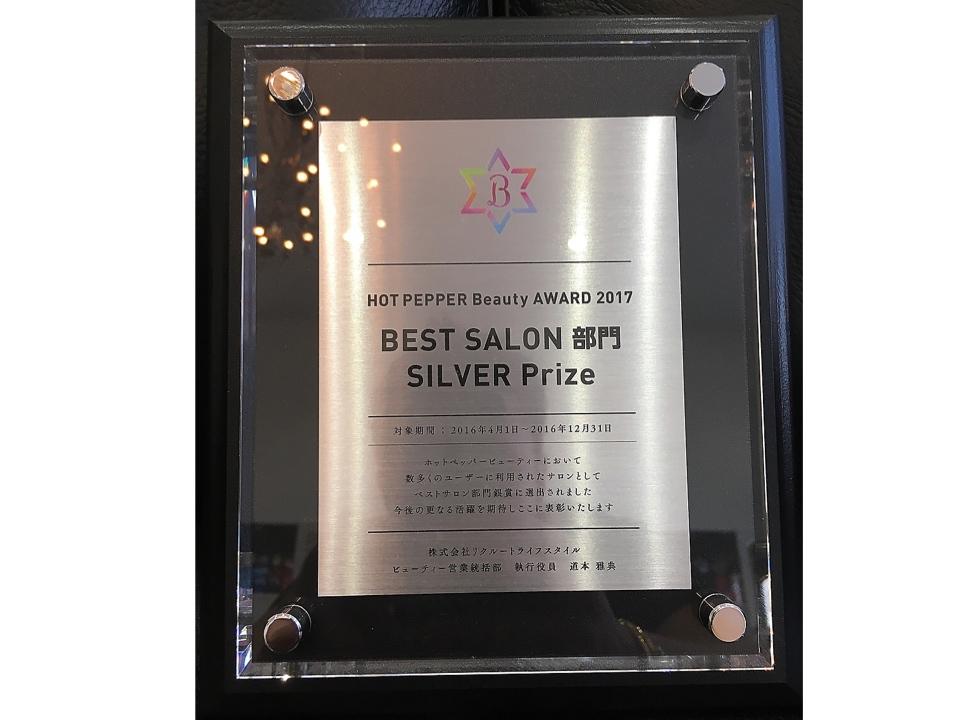 B
HOT PEPPER Beauty AWARD 2017
BEST SALON 部門
SILVER Prize
対象期間：2016年4月1日～2016年12月31日
ホットペッパービューティーにおいて
数多くのユーザーに利用されたサロンとして
ベストサロン部門銀賞に選出されました
今後の更なる活躍を期待しここに表彰いたします
株式会社リクルートライフスタイル
ビューティー営業統括部 執行役員 道本 雅典